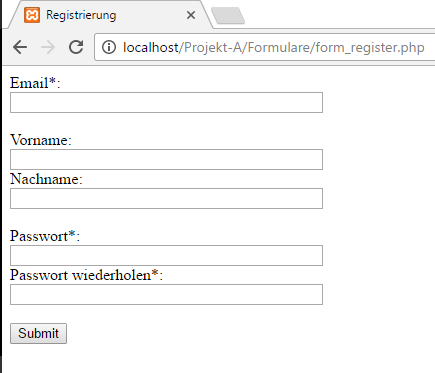 Registrierung
localhost/Projekt-A/Formulare/form_register.php
Email*:
Vorname:
Nachname:
Passwort*:
Passwort wiederholen*:
Submit